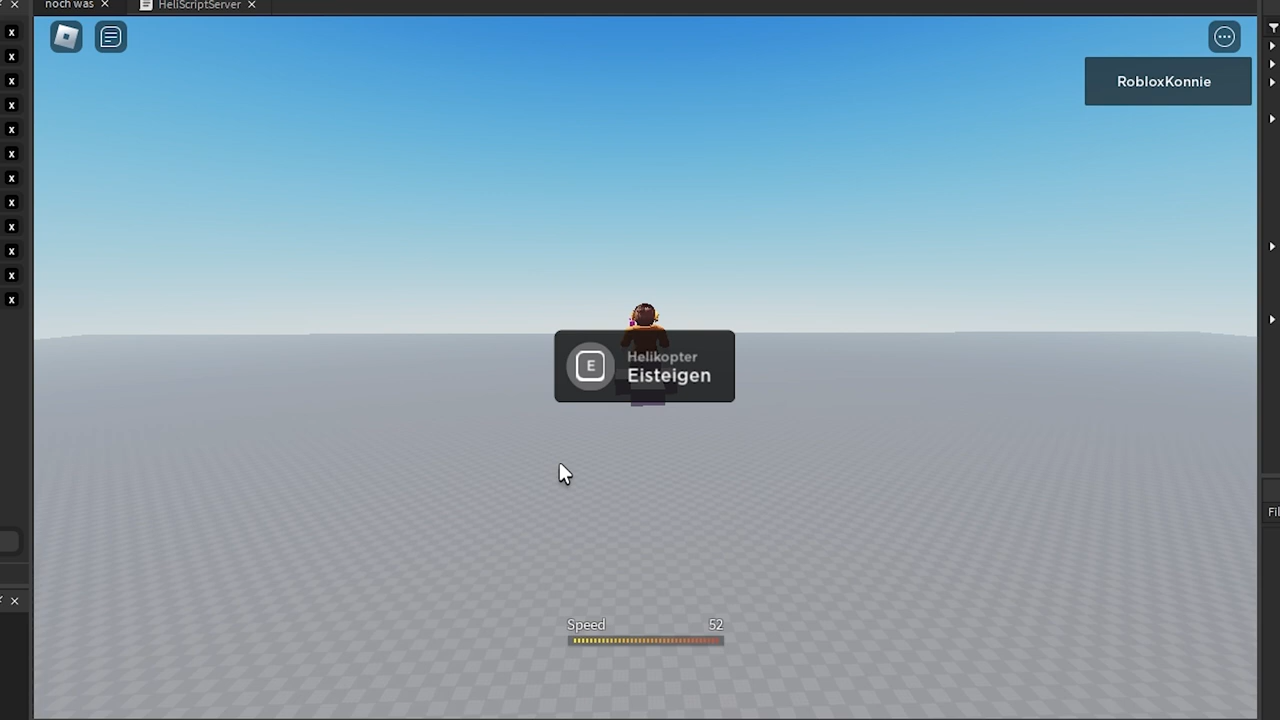 noch was
HeliScriptServer
RobloxKonnie
Helikopter
E
Eisteigen
Speed 52
Fil
x
x
x
x
x
x
x
x
x
x
x
x